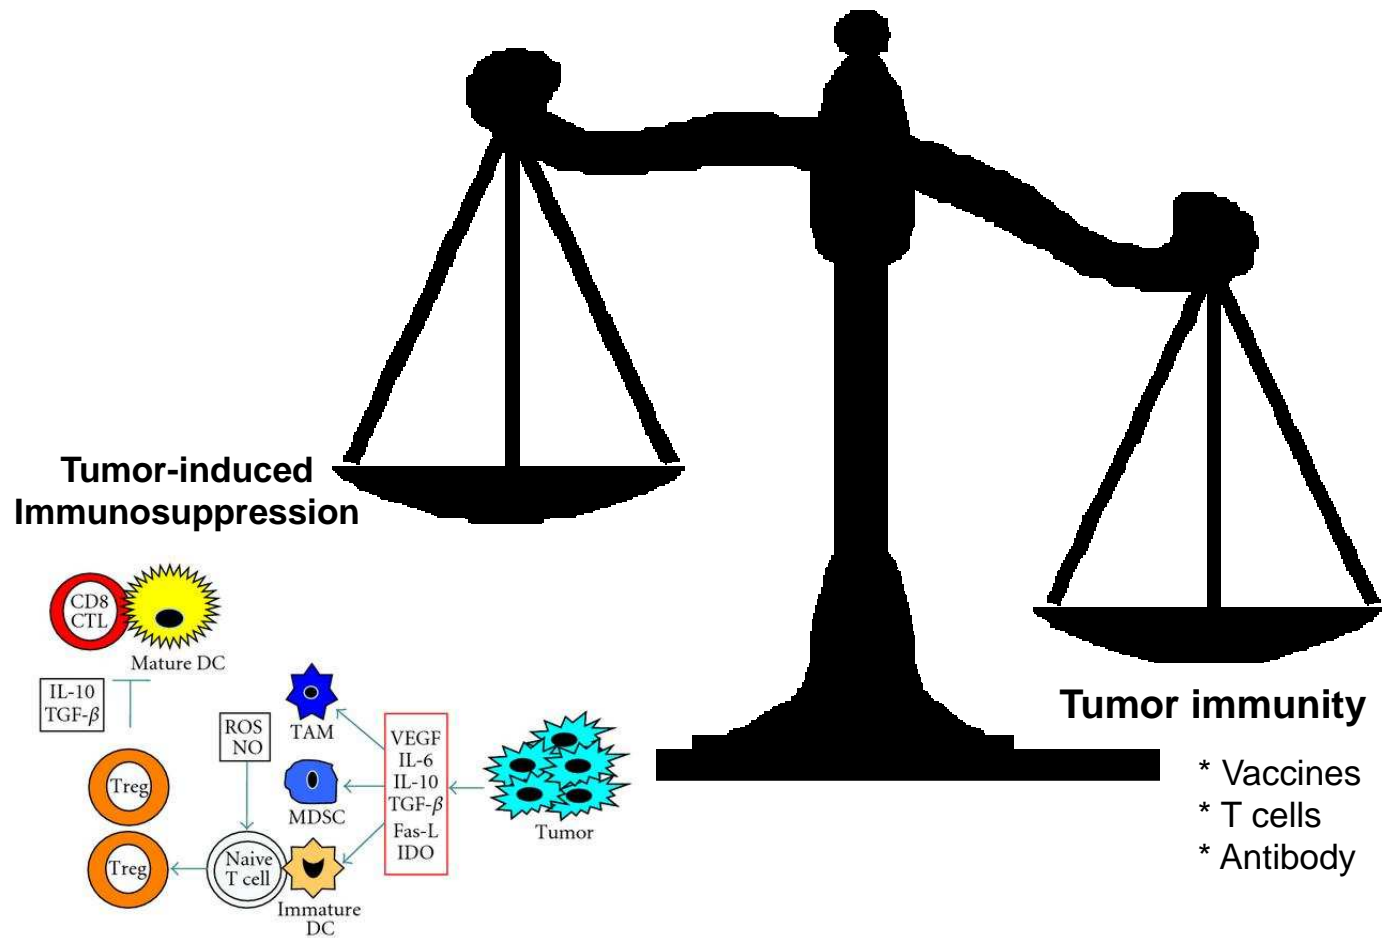 Tumor-induced
Immunosuppression
CD8
CTL
Mature DC
IL-10
TGF-β
Treg
Treg
ROS
NO
Naive
T cell
TAM
MDSC
Immature
DC
VEGF
IL-6
IL-10
TGF-β
Fas-L
IDO
Tumor
Tumor immunity
* Vaccines
* T cells
* Antibody